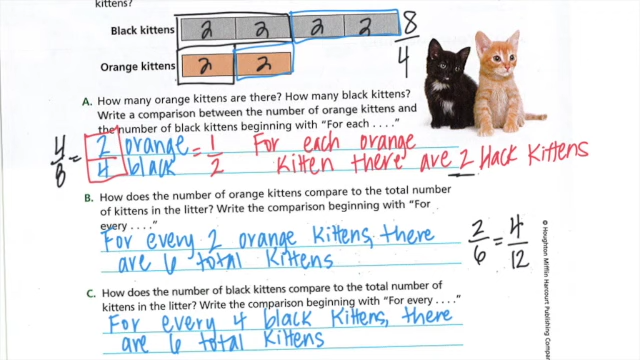 kittens?
Black kittens 2 2 2 2 8/4
Orange kittens 2 2
A. How many orange kittens are there? How many black kittens?
Write a comparison between the number of orange kittens and
the number of black kittens beginning with "For each . . . ."
4/8 = 2/4 orange/black = 1/2 For each orange
kitten there are 2 black kittens
B. How does the number of orange kittens compare to the total number
of kittens in the litter? Write the comparison beginning with "For
every . . . ."
For every 2 orange kittens, there
are 6 total kittens
2/6 = 4/12
C. How does the number of black kittens compare to the total number of
kittens in the litter? Write the comparison beginning with "For every . . . ."
For every 4 black kittens, there
are 6 total kittens
© Houghton Mifflin Harcourt Publishing Compa